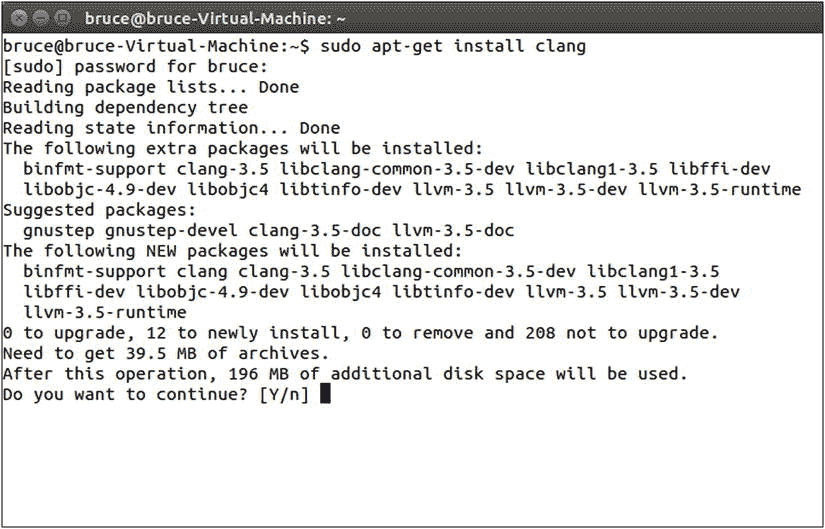 bruce@bruce-Virtual-Machine: ~
bruce@bruce-Virtual-Machine:~$ sudo apt-get install clang
[sudo] password for bruce:
Reading package lists... Done
Building dependency tree
Reading state information... Done
The following extra packages will be installed:
  binfmt-support clang-3.5 libclang-common-3.5-dev libclang1-3.5 libffi-dev
  libobjc-4.9-dev libobjc4 libtinfo-dev llvm-3.5 llvm-3.5-dev llvm-3.5-runtime
Suggested packages:
  gnustep gnustep-devel clang-3.5-doc llvm-3.5-doc
The following NEW packages will be installed:
  binfmt-support clang clang-3.5 libclang-common-3.5-dev libclang1-3.5
  libffi-dev libobjc-4.9-dev libobjc4 libtinfo-dev llvm-3.5 llvm-3.5-dev
  llvm-3.5-runtime
0 to upgrade, 12 to newly install, 0 to remove and 208 not to upgrade.
Need to get 39.5 MB of archives.
After this operation, 196 MB of additional disk space will be used.
Do you want to continue? [Y/n]